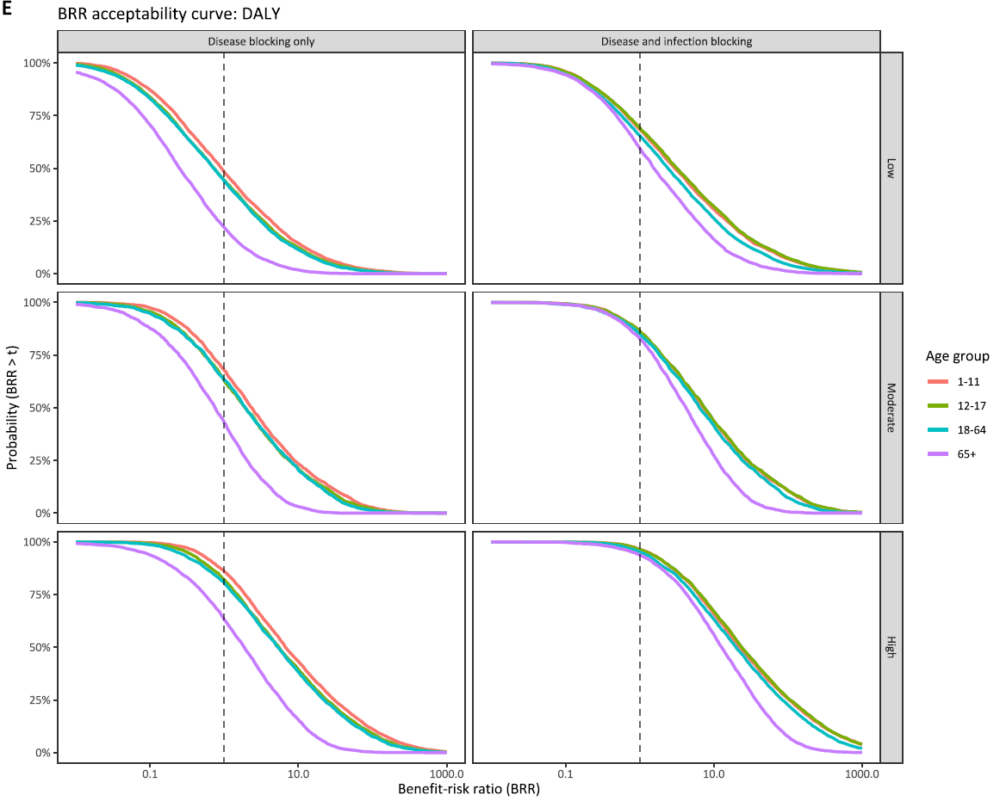 E
BRR acceptability curve: DALY
Disease blocking only
Disease and infection blocking
100%
75%
50%
25%
0%
Low
100%
75%
50%
25%
0%
Moderate
100%
75%
50%
25%
0%
High
Probability (BRR > t)
0.1
10.0
1000.0
0.1
10.0
1000.0
Benefit-risk ratio (BRR)
Age group
1-11
12-17
18-64
65+